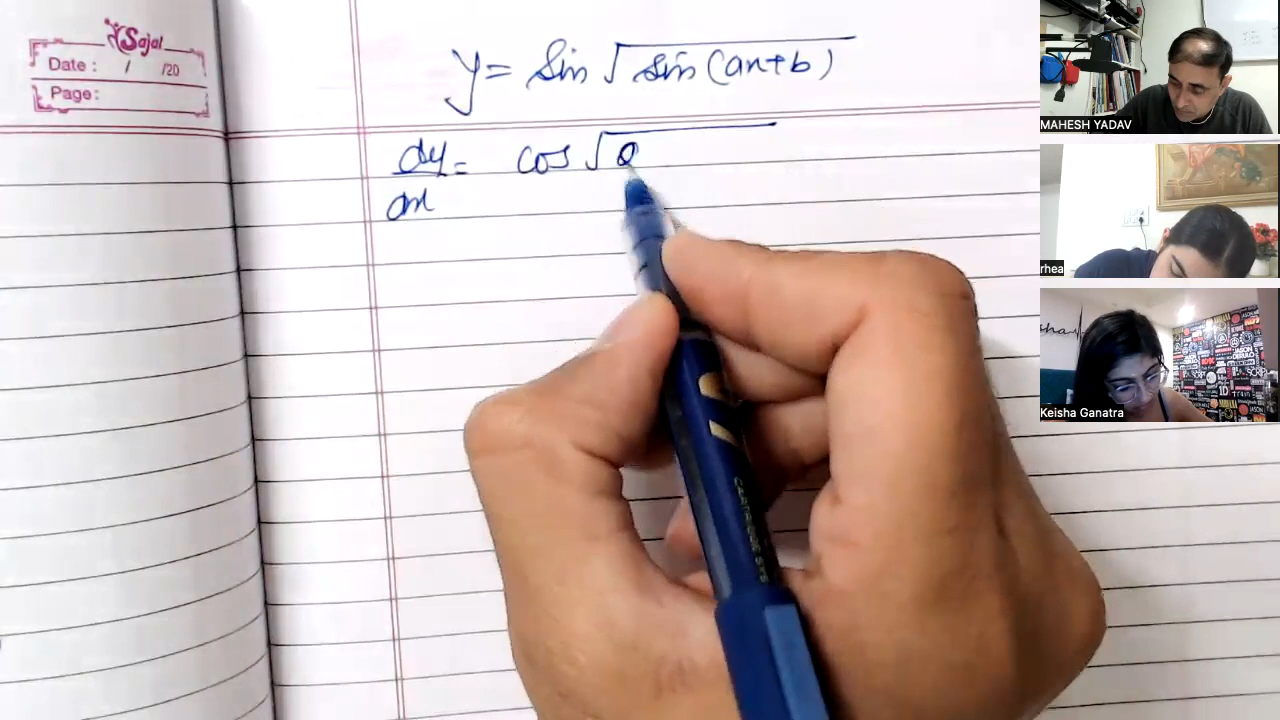 Sajal
Date : / /20
Page:
y = sin √sin (ax+b)
dy/dx = cos √
MAHESH YADAV
rhea
Keisha Ganatra